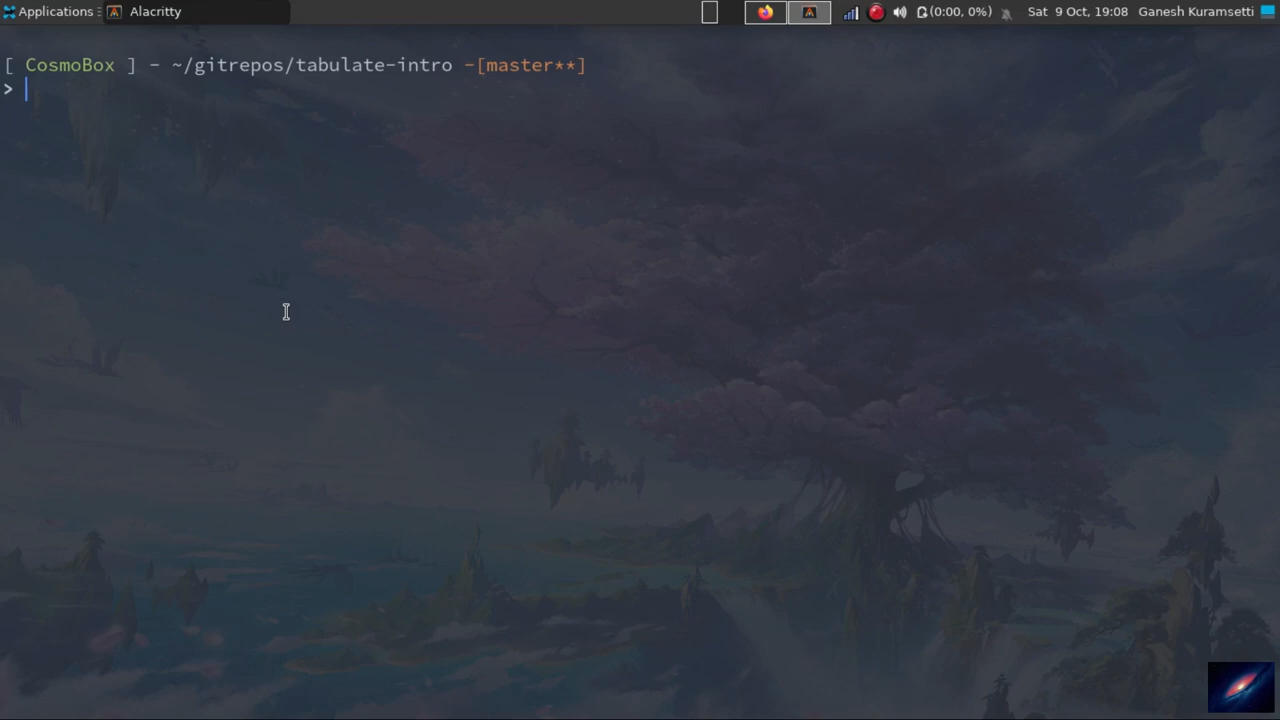 Applications Alacritty (0:00, 0%) Sat 9 Oct, 19:08 Ganesh Kuramsetti
[ CosmoBox ] - ~/gitrepos/tabulate-intro -[master**]
>